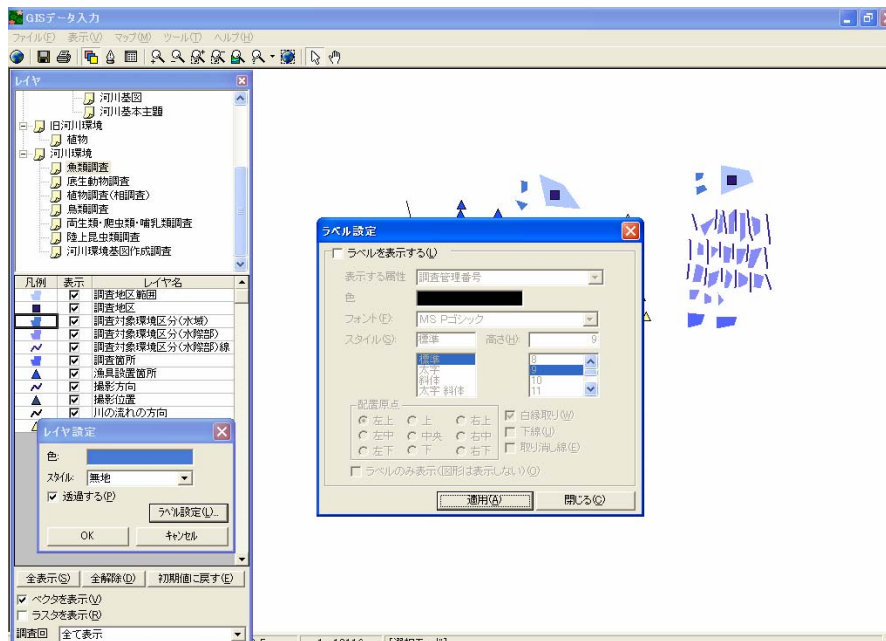 GISデータ入力
ファイル(F) 表示(V) マップ(M) ツール(T) ヘルプ(H)
レイヤ
河川基図
河川基本主題
旧河川環境
植物
河川環境
魚類調査
底生動物調査
植物調査(相調査)
鳥類調査
両生類・爬虫類・哺乳類調査
陸上昆虫類調査
河川環境基図作成調査
凡例 表示 レイヤ名
調査地区範囲
調査地区
調査対象環境区分(水域)
調査対象環境区分(水際部)
調査対象環境区分(水際部)線
調査箇所
漁具設置箇所
撮影方向
撮影位置
川の流れの方向
レイヤ設定
色:
スタイル: 無地
透過する(P)
ラベル設定(L)...
OK キャンセル
全表示(S) 全解除(D) 初期値に戻す(E)
ベクタを表示(V)
ラスタを表示(R)
調査回 全て表示
ラベル設定
ラベルを表示する(L)
表示する属性 調査管理番号
色
フォント(F): MS Pゴシック
スタイル(S): 標準 高さ(H): 9
標準 8
太字 9
斜体 10
太字 斜体 11
配置原点
左上 上 右上 白縁取り(W)
左中 中央 右中 下線(U)
左下 下 右下 取り消し線(E)
ラベルのみ表示(図形は表示しない)(O)
適用(A) 閉じる(C)